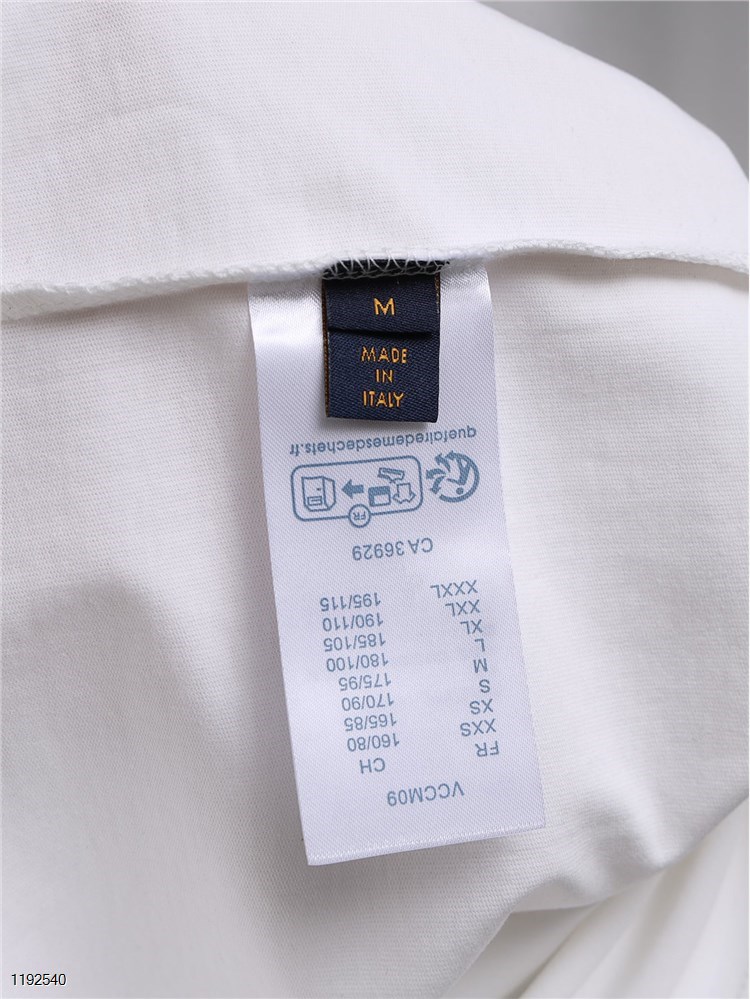 M
MADE
IN
ITALY
VCCM09
FR CH
XXS 160/80
XS 165/85
S 170/90
M 175/95
L 180/100
XL 185/105
XXL 190/110
XXXL 195/115
CA 36929
FR
quefairedemesdechets.fr
1192540